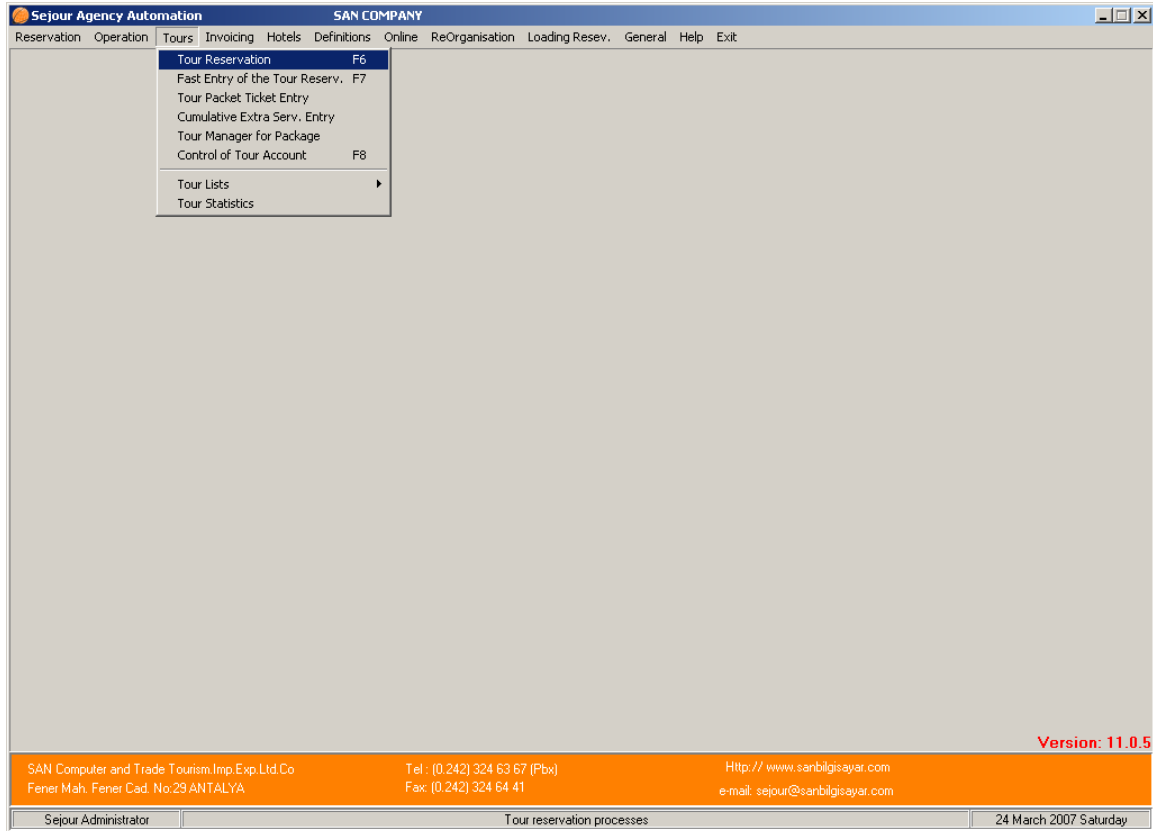 Sejour Agency Automation SAN COMPANY
Reservation Operation Tours Invoicing Hotels Definitions Online ReOrganisation Loading Resev. General Help Exit
Tour Reservation F6
Fast Entry of the Tour Reserv. F7
Tour Packet Ticket Entry
Cumulative Extra Serv. Entry
Tour Manager for Package
Control of Tour Account F8
Tour Lists
Tour Statistics
Version: 11.0.5
SAN Computer and Trade Tourism.Imp.Exp.Ltd.Co Tel : (0.242) 324 63 67 (Pbx) Http:// www.sanbilgisayar.com
Fener Mah. Fener Cad. No:29 ANTALYA Fax: (0.242) 324 64 41 e-mail: sejour@sanbilgisayar.com
Sejour Administrator Tour reservation processes 24 March 2007 Saturday